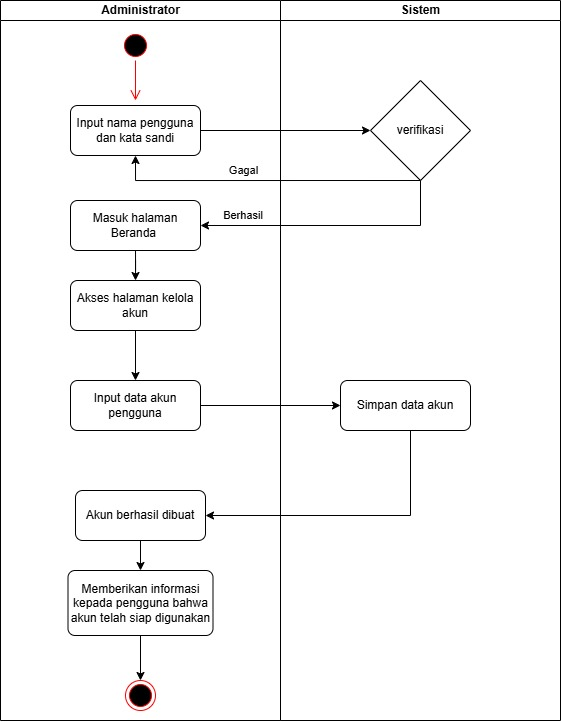 Administrator
Sistem
Input nama pengguna
dan kata sandi
verifikasi
Gagal
Masuk halaman
Beranda
Berhasil
Akses halaman kelola
akun
Input data akun
pengguna
Simpan data akun
Akun berhasil dibuat
Memberikan informasi
kepada pengguna bahwa
akun telah siap digunakan